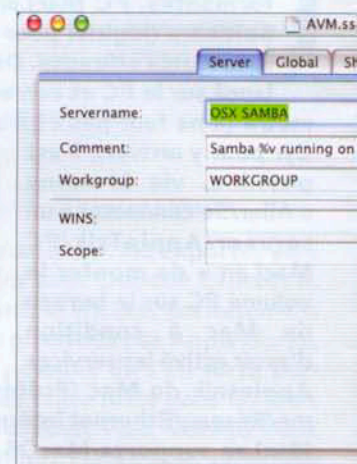 AVM.ss
Server Global Sh
Servername: OSX SAMBA
Comment: Samba %v running on
Workgroup: WORKGROUP
WINS:
Scope: